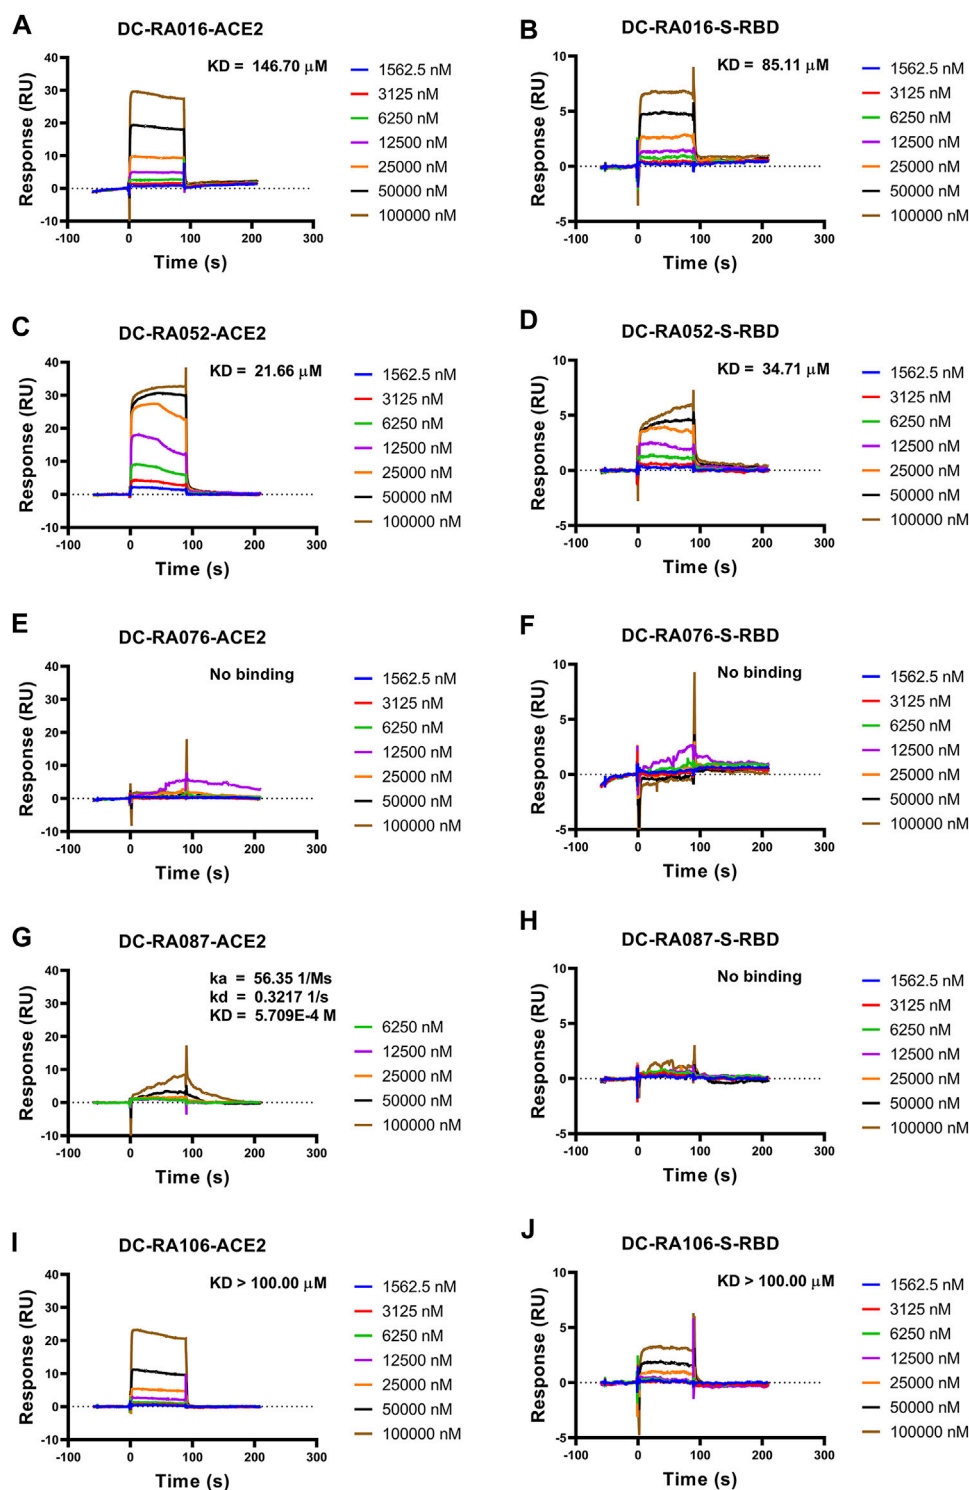 A
DC-RA016-ACE2
KD = 146.70 μM
Response (RU)
40
30
20
10
0
-10
-100
0
100
200
300
Time (s)
1562.5 nM
3125 nM
6250 nM
12500 nM
25000 nM
50000 nM
100000 nM
B
DC-RA016-S-RBD
KD = 85.11 μM
Response (RU)
10
5
0
-5
-100
0
100
200
300
Time (s)
1562.5 nM
3125 nM
6250 nM
12500 nM
25000 nM
50000 nM
100000 nM
C
DC-RA052-ACE2
KD = 21.66 μM
Response (RU)
40
30
20
10
0
-10
-100
0
100
200
300
Time (s)
1562.5 nM
3125 nM
6250 nM
12500 nM
25000 nM
50000 nM
100000 nM
D
DC-RA052-S-RBD
KD = 34.71 μM
Response (RU)
10
5
0
-5
-100
0
100
200
300
Time (s)
1562.5 nM
3125 nM
6250 nM
12500 nM
25000 nM
50000 nM
100000 nM
E
DC-RA076-ACE2
No binding
Response (RU)
40
30
20
10
0
-10
-100
0
100
200
300
Time (s)
1562.5 nM
3125 nM
6250 nM
12500 nM
25000 nM
50000 nM
100000 nM
F
DC-RA076-S-RBD
No binding
Response (RU)
10
5
0
-5
-100
0
100
200
300
Time (s)
1562.5 nM
3125 nM
6250 nM
12500 nM
25000 nM
50000 nM
100000 nM
G
DC-RA087-ACE2
ka = 56.35 1/Ms
kd = 0.3217 1/s
KD = 5.709E-4 M
Response (RU)
40
30
20
10
0
-10
-100
0
100
200
300
Time (s)
6250 nM
12500 nM
25000 nM
50000 nM
100000 nM
H
DC-RA087-S-RBD
No binding
Response (RU)
10
5
0
-5
-100
0
100
200
300
Time (s)
1562.5 nM
3125 nM
6250 nM
12500 nM
25000 nM
50000 nM
100000 nM
I
DC-RA106-ACE2
KD > 100.00 μM
Response (RU)
40
30
20
10
0
-10
-100
0
100
200
300
Time (s)
1562.5 nM
3125 nM
6250 nM
12500 nM
25000 nM
50000 nM
100000 nM
J
DC-RA106-S-RBD
KD > 100.00 μM
Response (RU)
10
5
0
-5
-100
0
100
200
300
Time (s)
1562.5 nM
3125 nM
6250 nM
12500 nM
25000 nM
50000 nM
100000 nM